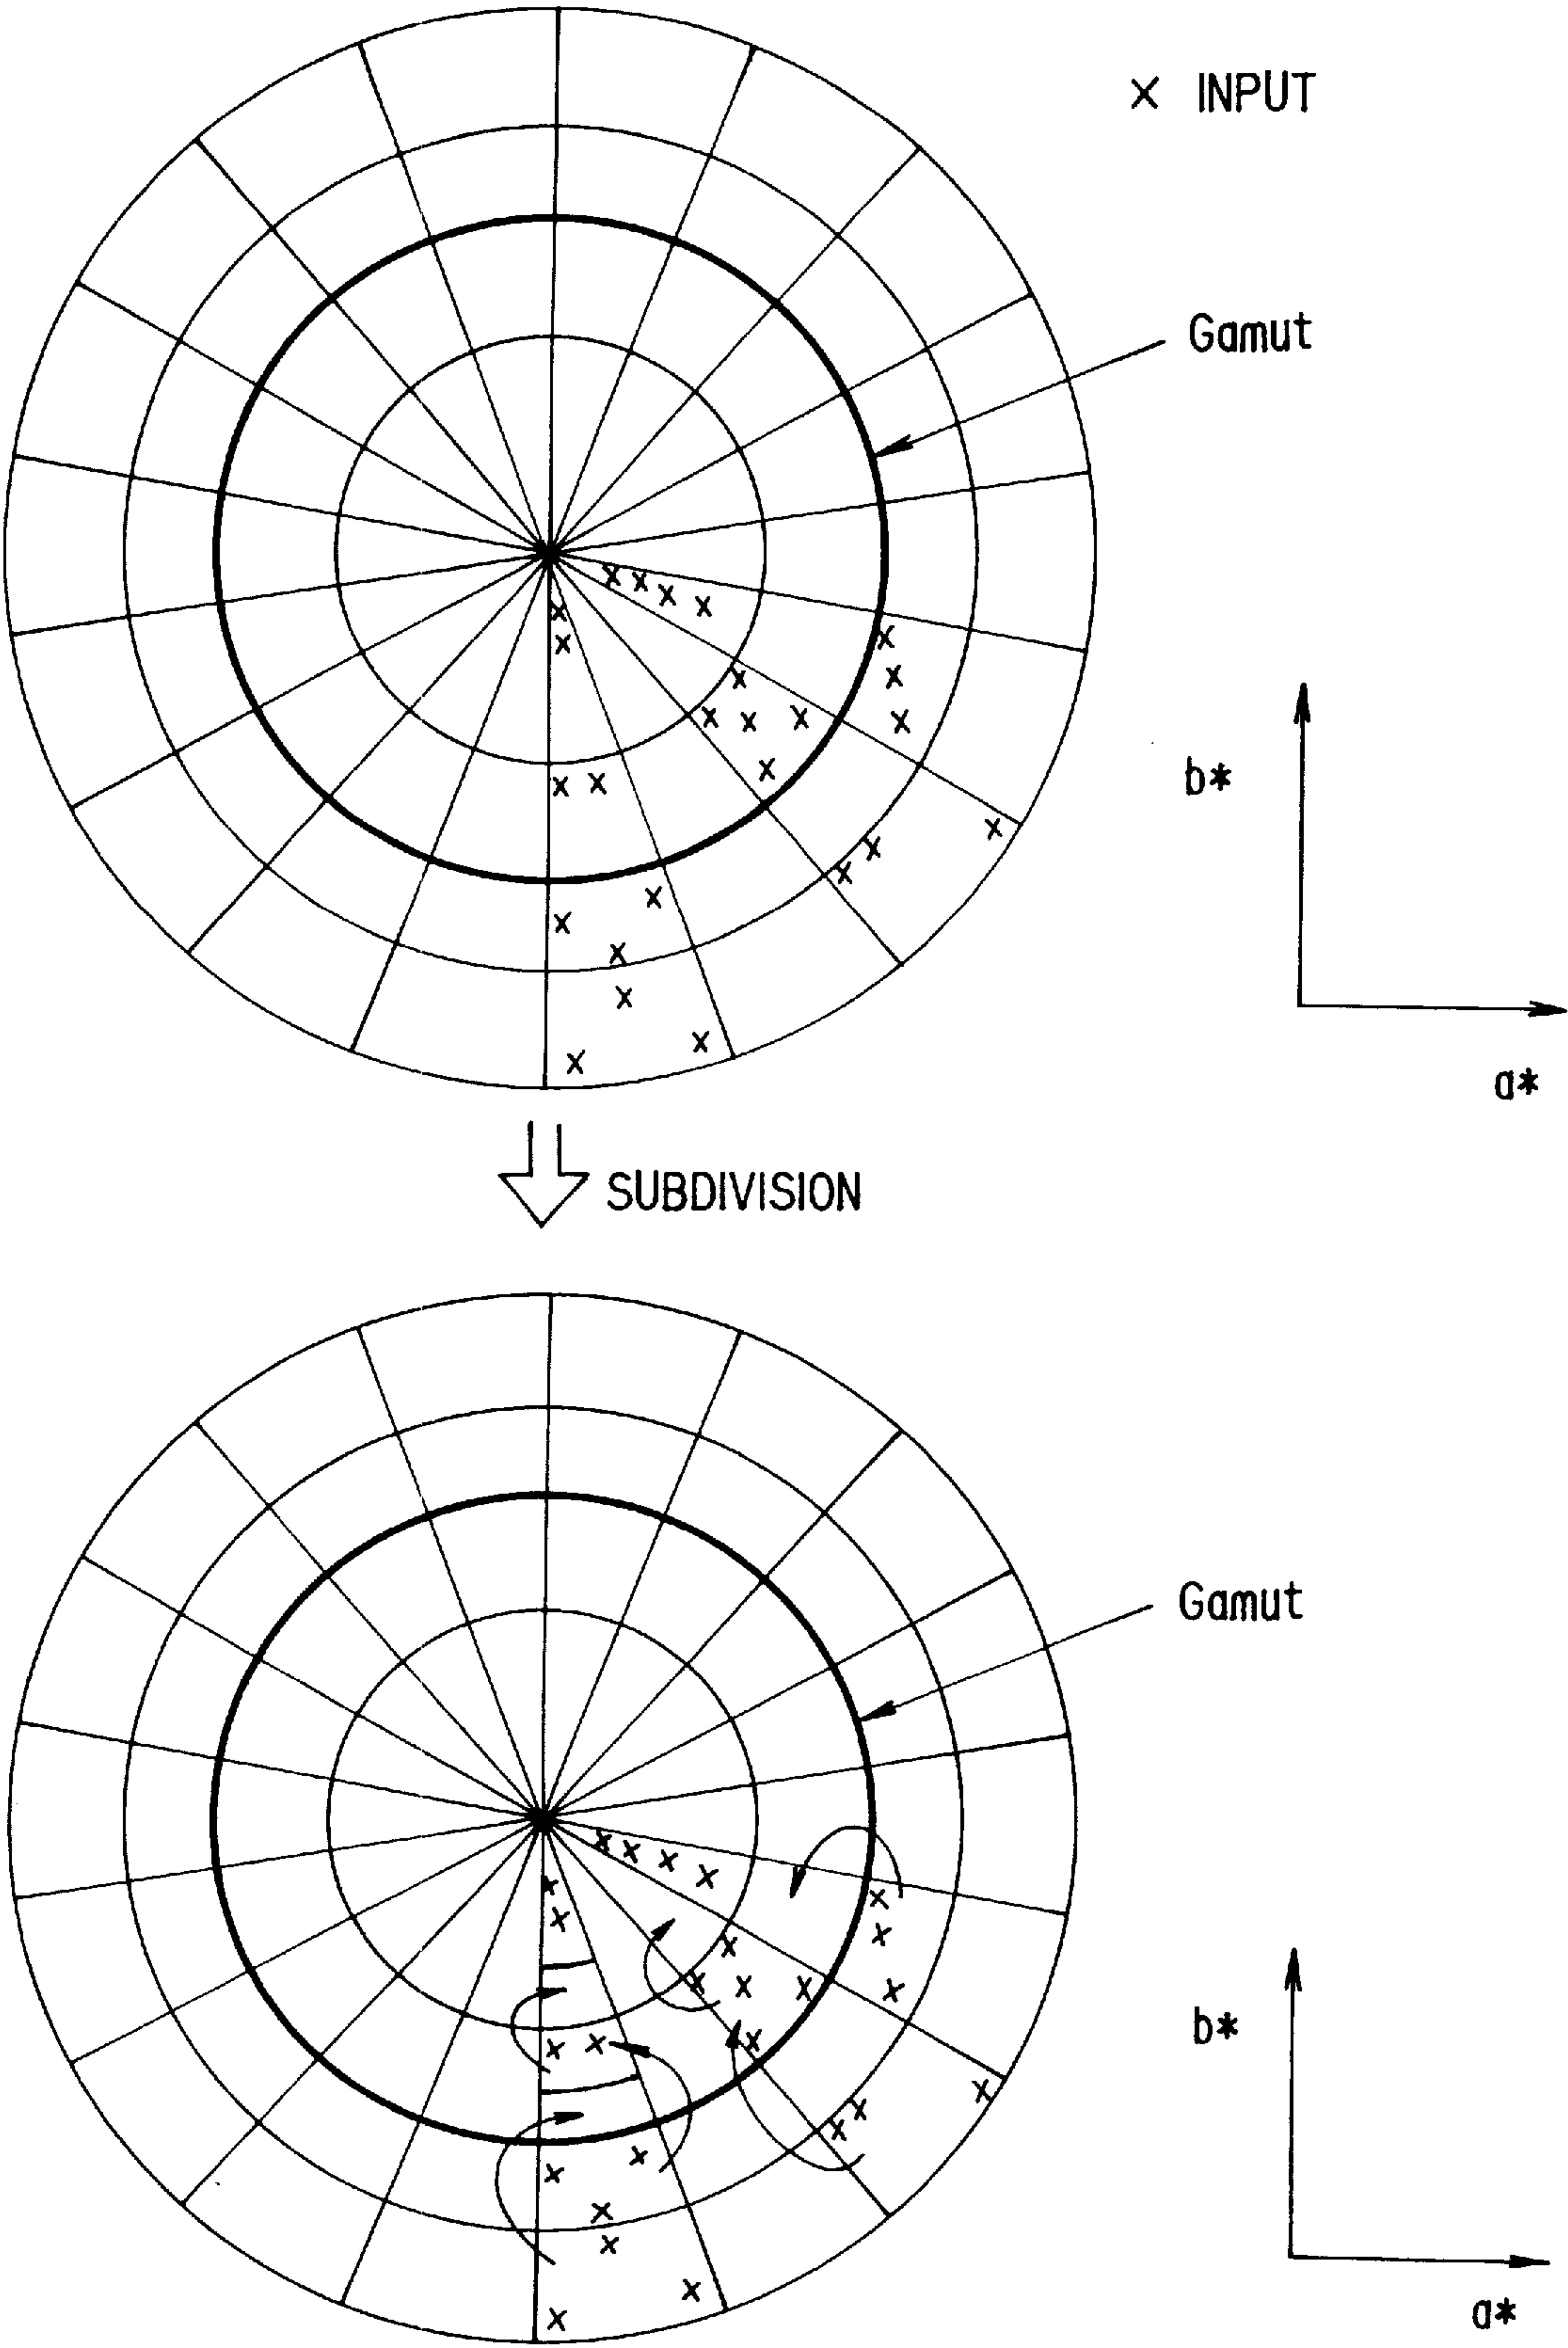 × INPUT
Gamut
b*
a*
SUBDIVISION
Gamut
b*
a*